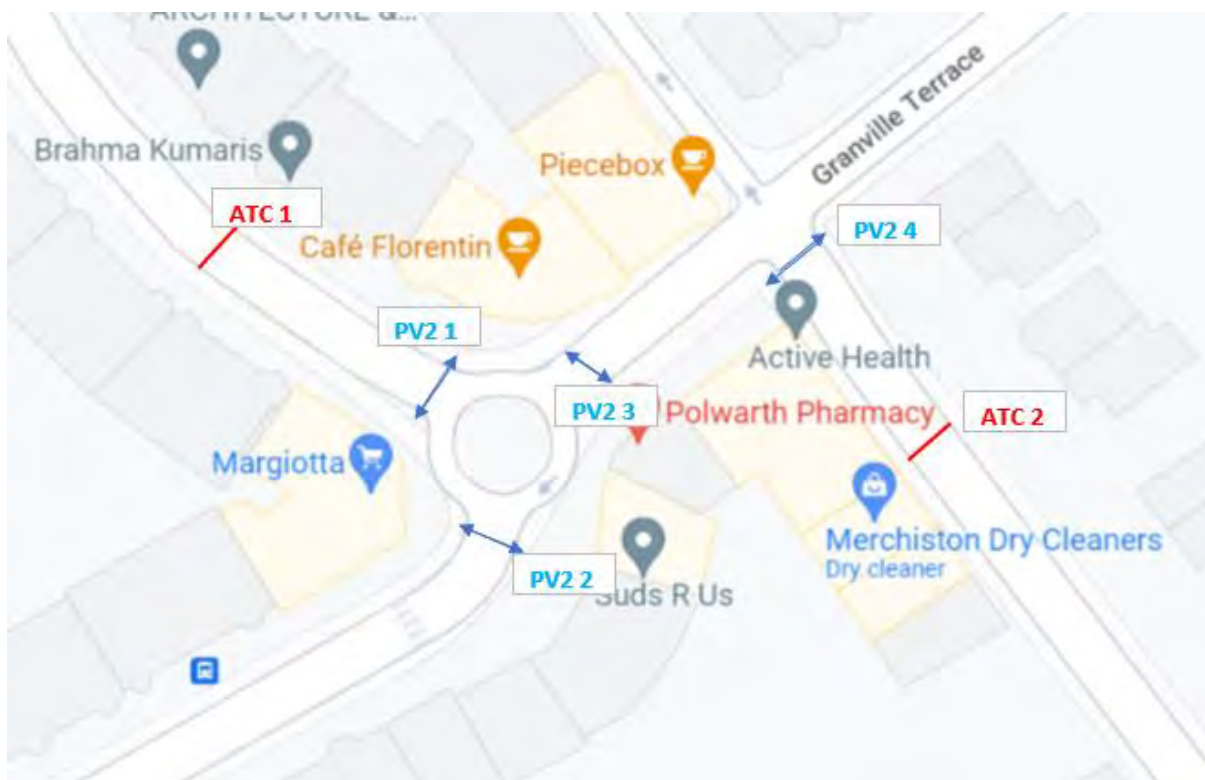 ARCHITECTURE &...
Brahma Kumaris
ATC 1
Piecebox
Granville Terrace
Café Florentin
PV2 4
PV2 1
Active Health
PV2 3
Polwarth Pharmacy
ATC 2
Margiotta
Merchiston Dry Cleaners
Dry cleaner
PV2 2
Suds R Us